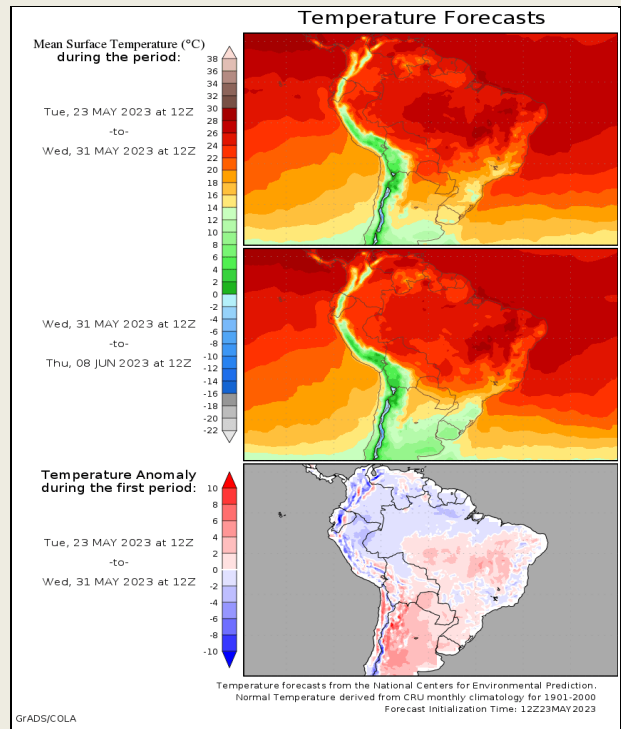 Temperature Forecasts
Mean Surface Temperature (°C)
during the period:
Tue, 23 MAY 2023 at 12Z
-to-
Wed, 31 MAY 2023 at 12Z
38
36
34
32
30
28
26
24
22
20
18
16
14
12
10
8
6
4
2
0
-2
-4
-6
-8
-10
-12
-14
-16
-18
-20
-22
Wed, 31 MAY 2023 at 12Z
-to-
Thu, 08 JUN 2023 at 12Z
Temperature Anomaly
during the first period:
Tue, 23 MAY 2023 at 12Z
-to-
Wed, 31 MAY 2023 at 12Z
10
8
6
4
2
0
-2
-4
-6
-8
-10
Temperature forecasts from the National Centers for Environmental Prediction.
Normal Temperature derived from CRU monthly climatology for 1901-2000
Forecast Initialization Time: 12Z23MAY2023
GrADS/COLA